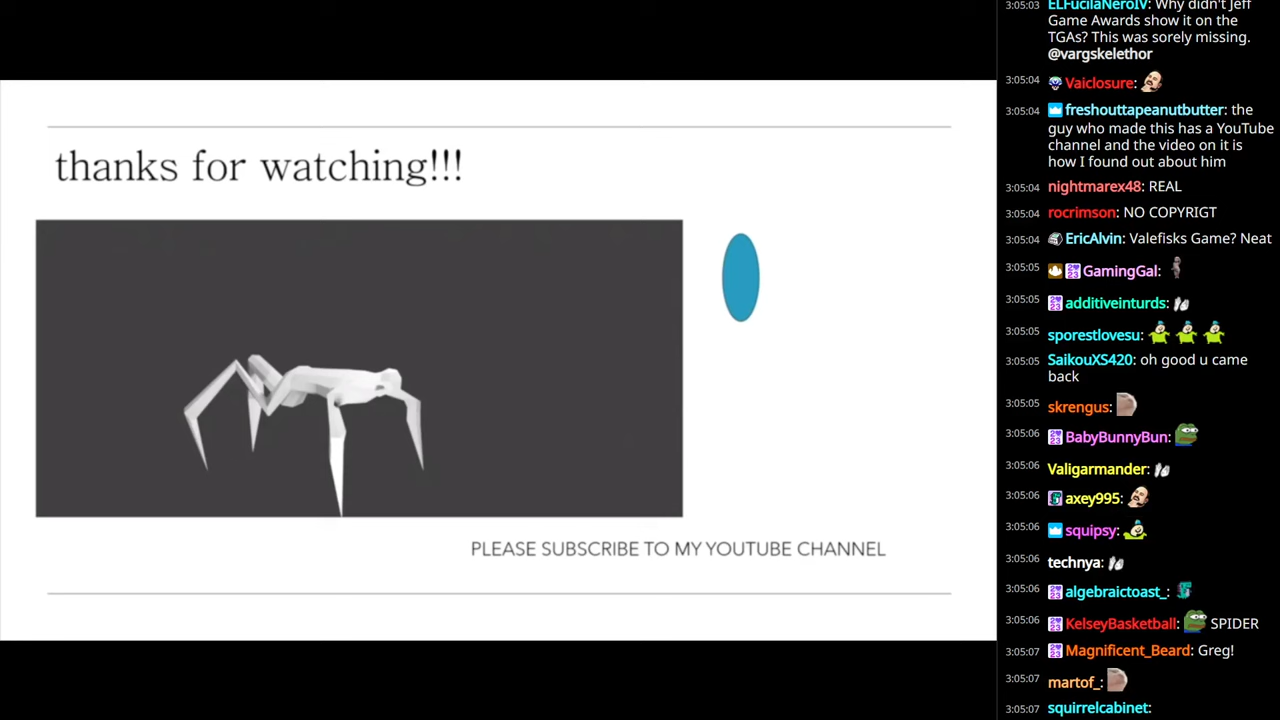 thanks for watching!!!
PLEASE SUBSCRIBE TO MY YOUTUBE CHANNEL
3:05:03 ELFucilaNeroIV: Why didn't Jeff
Game Awards show it on the
TGAs? This was sorely missing.
@vargskelethor
3:05:04 Vaiclosure:
3:05:04 freshouttapeanutbutter: the
guy who made this has a YouTube
channel and the video on it is
how I found out about him
3:05:04 nightmarex48: REAL
3:05:04 rocrimson: NO COPYRIGT
3:05:04 EricAlvin: Valefisks Game? Neat
3:05:05 GamingGal:
3:05:05 additiveinturds:
3:05:05 sporestlovesu:
3:05:05 SaikouXS420: oh good u came
back
3:05:05 skrengus:
3:05:06 BabyBunnyBun:
3:05:06 Valigarmander:
3:05:06 axey995:
3:05:06 squipsy:
3:05:06 technya:
3:05:06 algebraictoast_:
3:05:06 KelseyBasketball: SPIDER
3:05:07 Magnificent_Beard: Greg!
3:05:07 martof_:
3:05:07 squirrelcabinet: